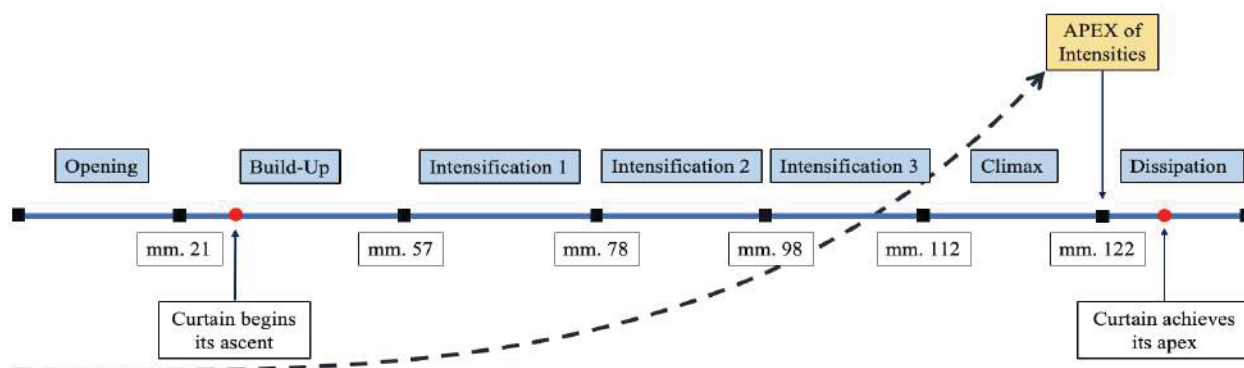 APEX of
Intensities
Opening
Build-Up
Intensification 1
Intensification 2
Intensification 3
Climax
Dissipation
mm. 21
mm. 57
mm. 78
mm. 98
mm. 112
mm. 122
Curtain begins
its ascent
Curtain achieves
its apex